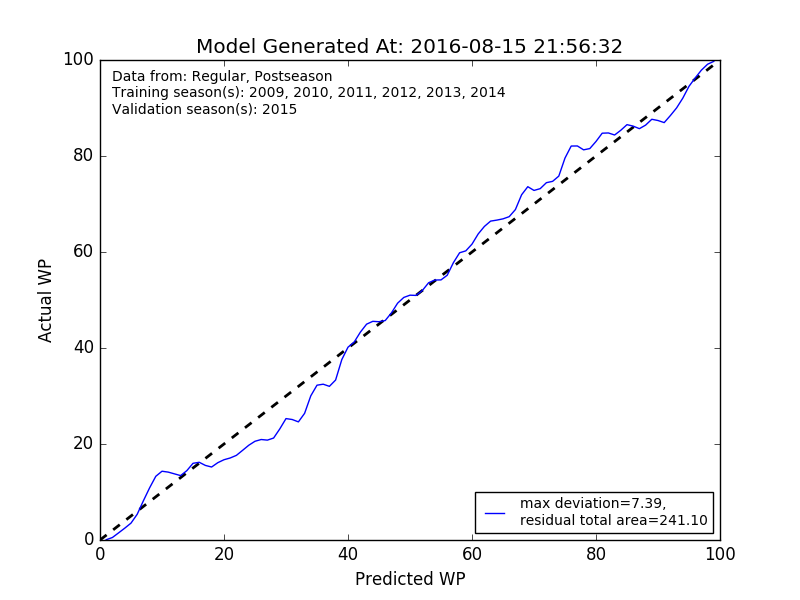 Model Generated At: 2016-08-15 21:56:32
100
Data from: Regular, Postseason
Training season(s): 2009, 2010, 2011, 2012, 2013, 2014
Validation season(s): 2015
80
60
Actual WP
40
20
max deviation=7.39,
residual total area=241.10
0
0 20 40 60 80 100
Predicted WP